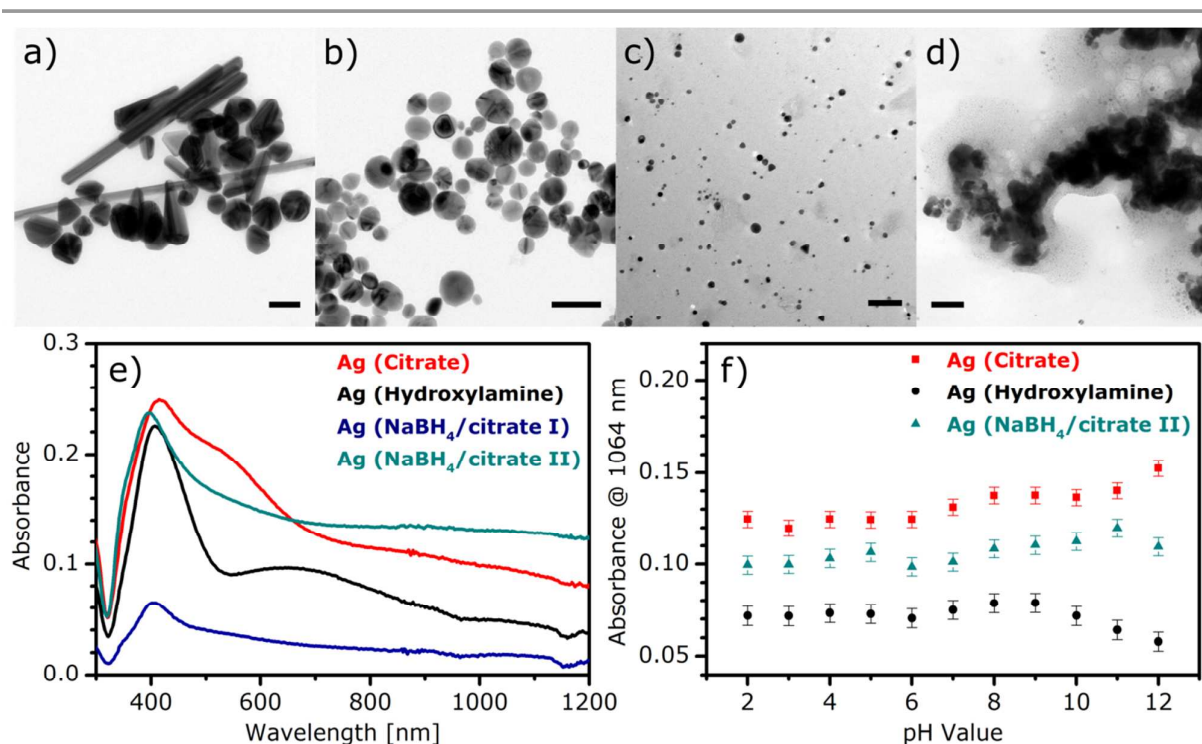 a)
b)
c)
d)
e)
0.3
0.2
0.1
0.0
Absorbance
400
600
800
1000
1200
Wavelength [nm]
Ag (Citrate)
Ag (Hydroxylamine)
Ag (NaBH₄/citrate I)
Ag (NaBH₄/citrate II)
f)
0.20
0.15
0.10
0.05
Absorbance @ 1064 nm
2
4
6
8
10
12
pH Value
Ag (Citrate)
Ag (Hydroxylamine)
Ag (NaBH₄/citrate II)